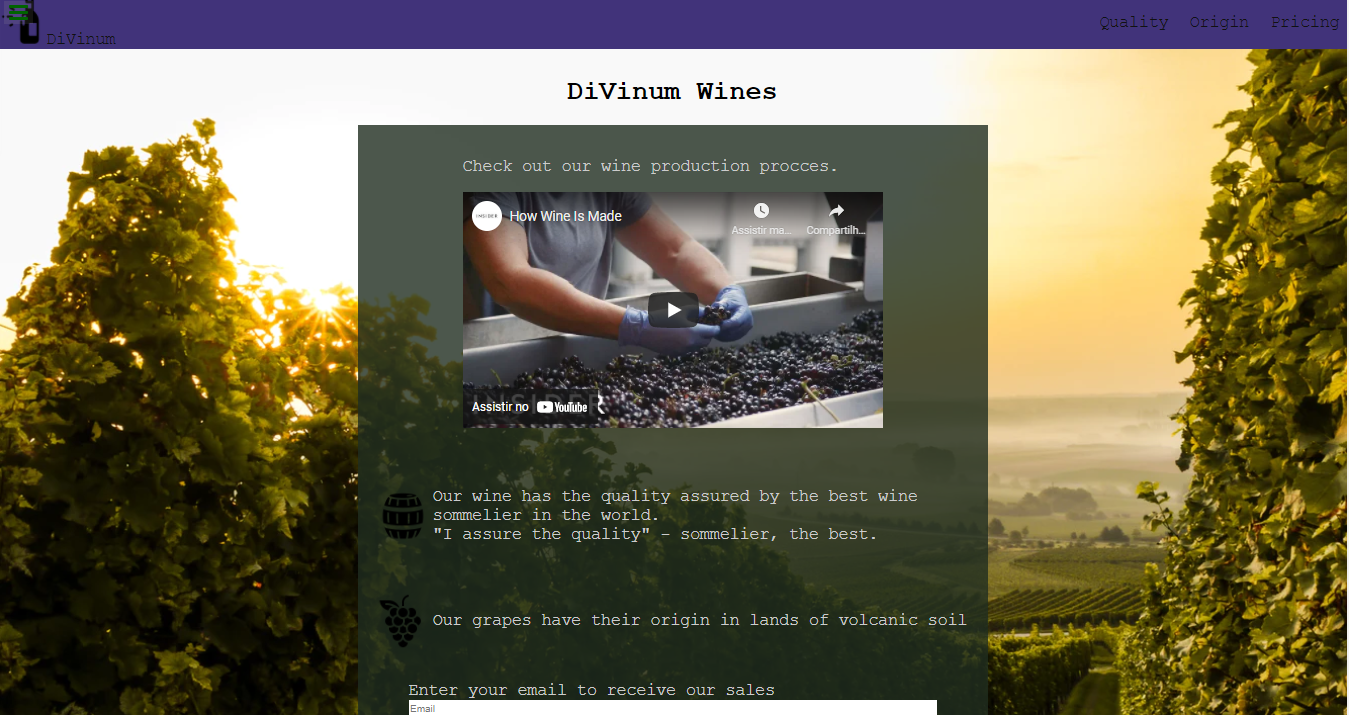 DiVinum
Quality Origin Pricing
DiVinum Wines
Check out our wine production procces.
INSIDER
How Wine Is Made
Assistir ma...
Compartilh...
Assistir no YouTube
Our wine has the quality assured by the best wine
sommelier in the world.
"I assure the quality" - sommelier, the best.
Our grapes have their origin in lands of volcanic soil
Enter your email to receive our sales
Email